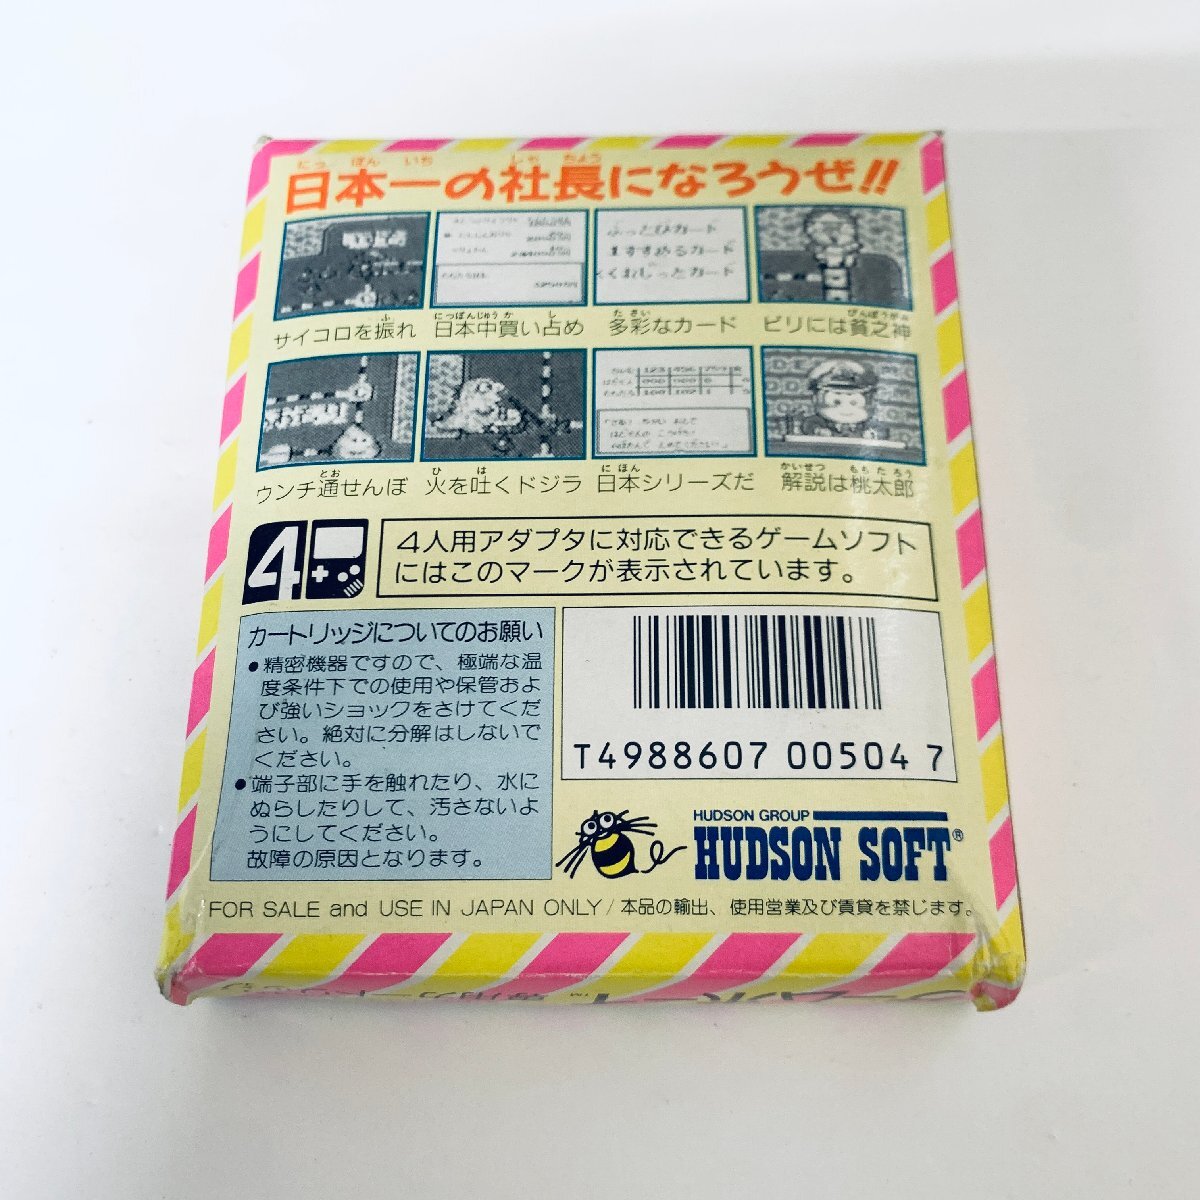 にっ ぽん いち しゃ ちょう
日本一の社長になろうぜ!!
ふっとびカード
サイコロを振れ
ふ
日本中買い占め
にっぽんじゅう か し
多彩なカード
たさい
ビリには貧乏神
びんぼうがみ
ウンチ通せんぼ
とお
火を吐くドジラ
ひ は
日本シリーズだ
にほん
解説は桃太郎
かいせつ ももたろう
4
4人用アダプタに対応できるゲームソフト
にはこのマークが表示されています。
カートリッジについてのお願い
●精密機器ですので、極端な温
度条件下での使用や保管およ
び強いショックをさけてくだ
さい。絶対に分解はしないで
ください。
●端子部に手を触れたり、水に
ぬらしたりして、汚さないよ
うにしてください。
故障の原因となります。
T4988607 00504 7
HUDSON GROUP
HUDSON SOFT®
FOR SALE and USE IN JAPAN ONLY/本品の輸出、使用営業及び賃貸を禁じます。